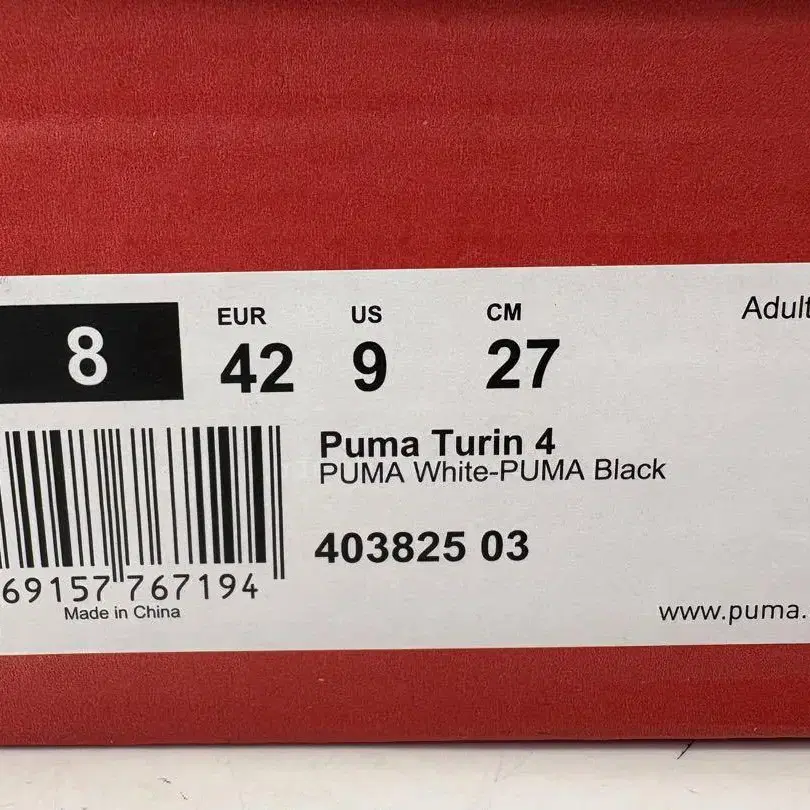 EUR US CM Adult
8 42 9 27
Puma Turin 4
PUMA White-PUMA Black
403825 03
69157 767194
Made in China
www.puma.